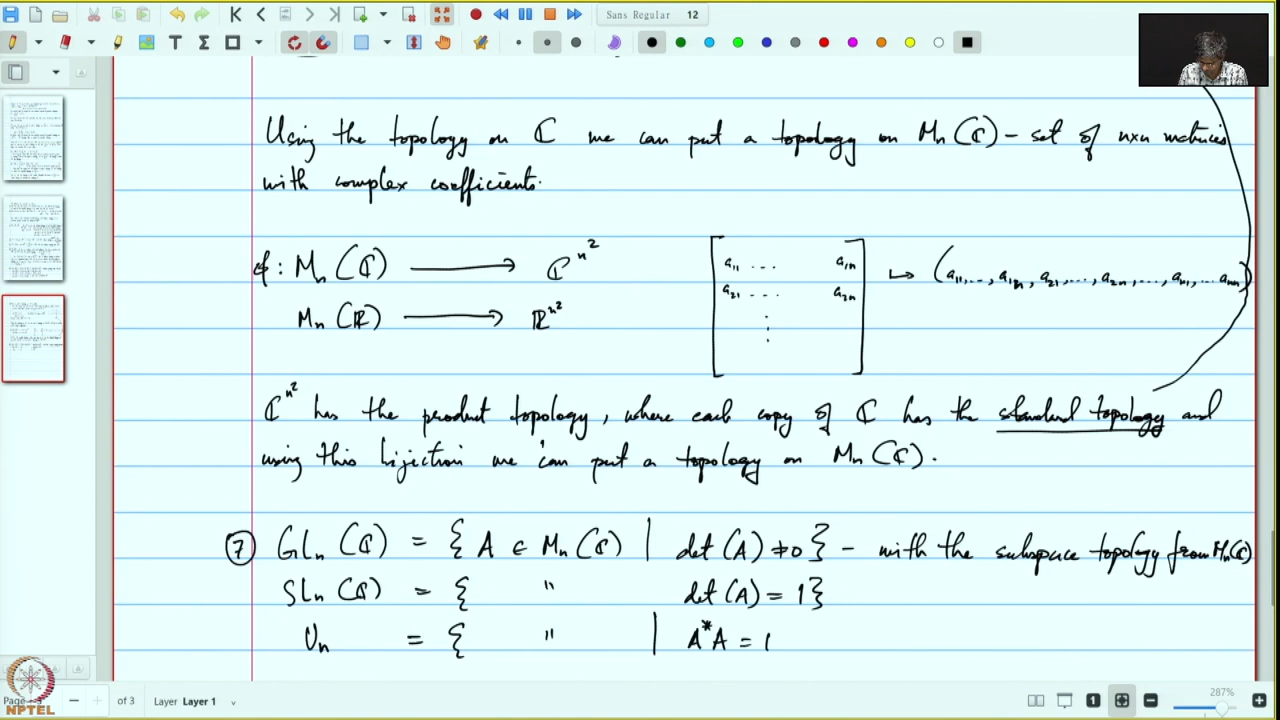 Sans Regular 12
Using the topology on ℂ we can put a topology on Mn(ℂ) - set of n×n matrices
with complex coefficients.
φ : Mn(ℂ) ⟶ ℂ^n²
[a11 ... a1n
a21 ... a2n
⋮ ] ↦ (a11,..., a1n, a21,..., a2n, ..., an1, ... ann)
Mn(ℝ) ⟶ ℝ^n²
ℂ^n² has the product topology, where each copy of ℂ has the standard topology and
using this bijection we can put a topology on Mn(ℂ).
⑦ GLn(ℂ) = { A ∈ Mn(ℂ) | det(A) ≠ 0 } - with the subspace topology from Mn(ℂ)
SLn(ℂ) = { " det(A) = 1}
Un = { " | A*A = 1
NPTEL
Page 3 of 3 Layer Layer 1
1
287%